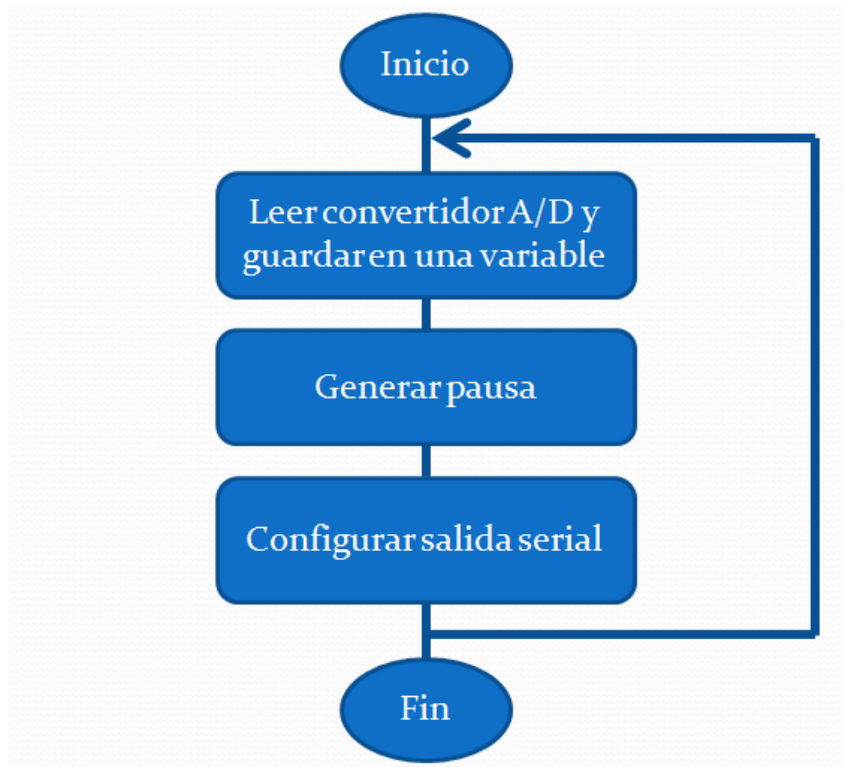 Inicio
Leer convertidor A/D y
guardar en una variable
Generar pausa
Configurar salida serial
Fin